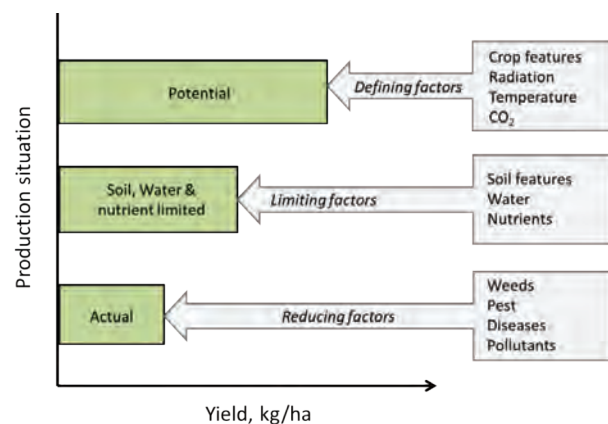 Production situation
Potential
Defining factors
Crop features
Radiation
Temperature
CO₂
Soil, Water &
nutrient limited
Limiting factors
Soil features
Water
Nutrients
Actual
Reducing factors
Weeds
Pest
Diseases
Pollutants
Yield, kg/ha